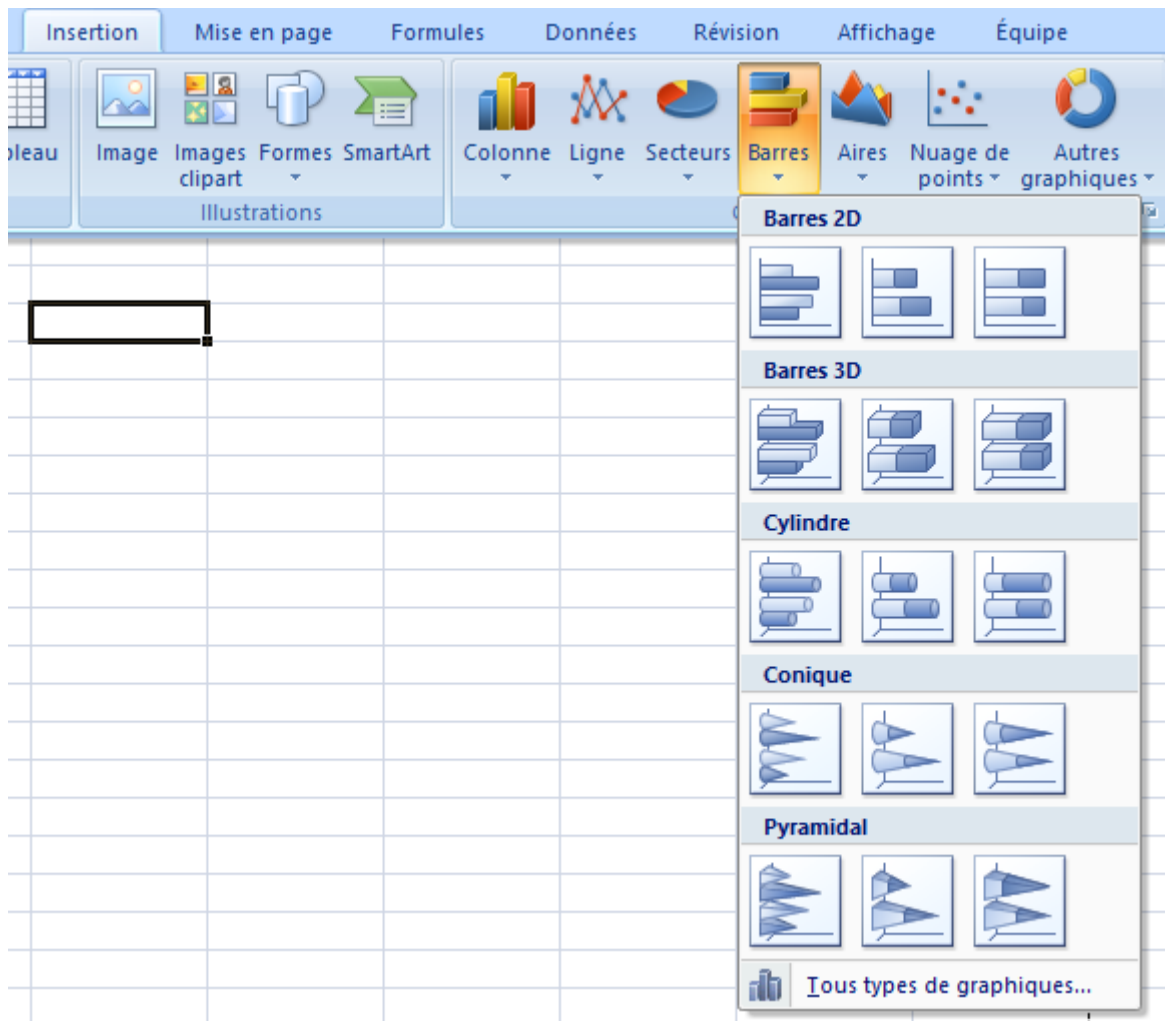 Insertion Mise en page Formules Données Révision Affichage Équipe
Image Images Formes SmartArt Colonne Ligne Secteurs Barres Aires Nuage de Autres
clipart points graphiques
Illustrations
Barres 2D
Barres 3D
Cylindre
Conique
Pyramidal
Tous types de graphiques...